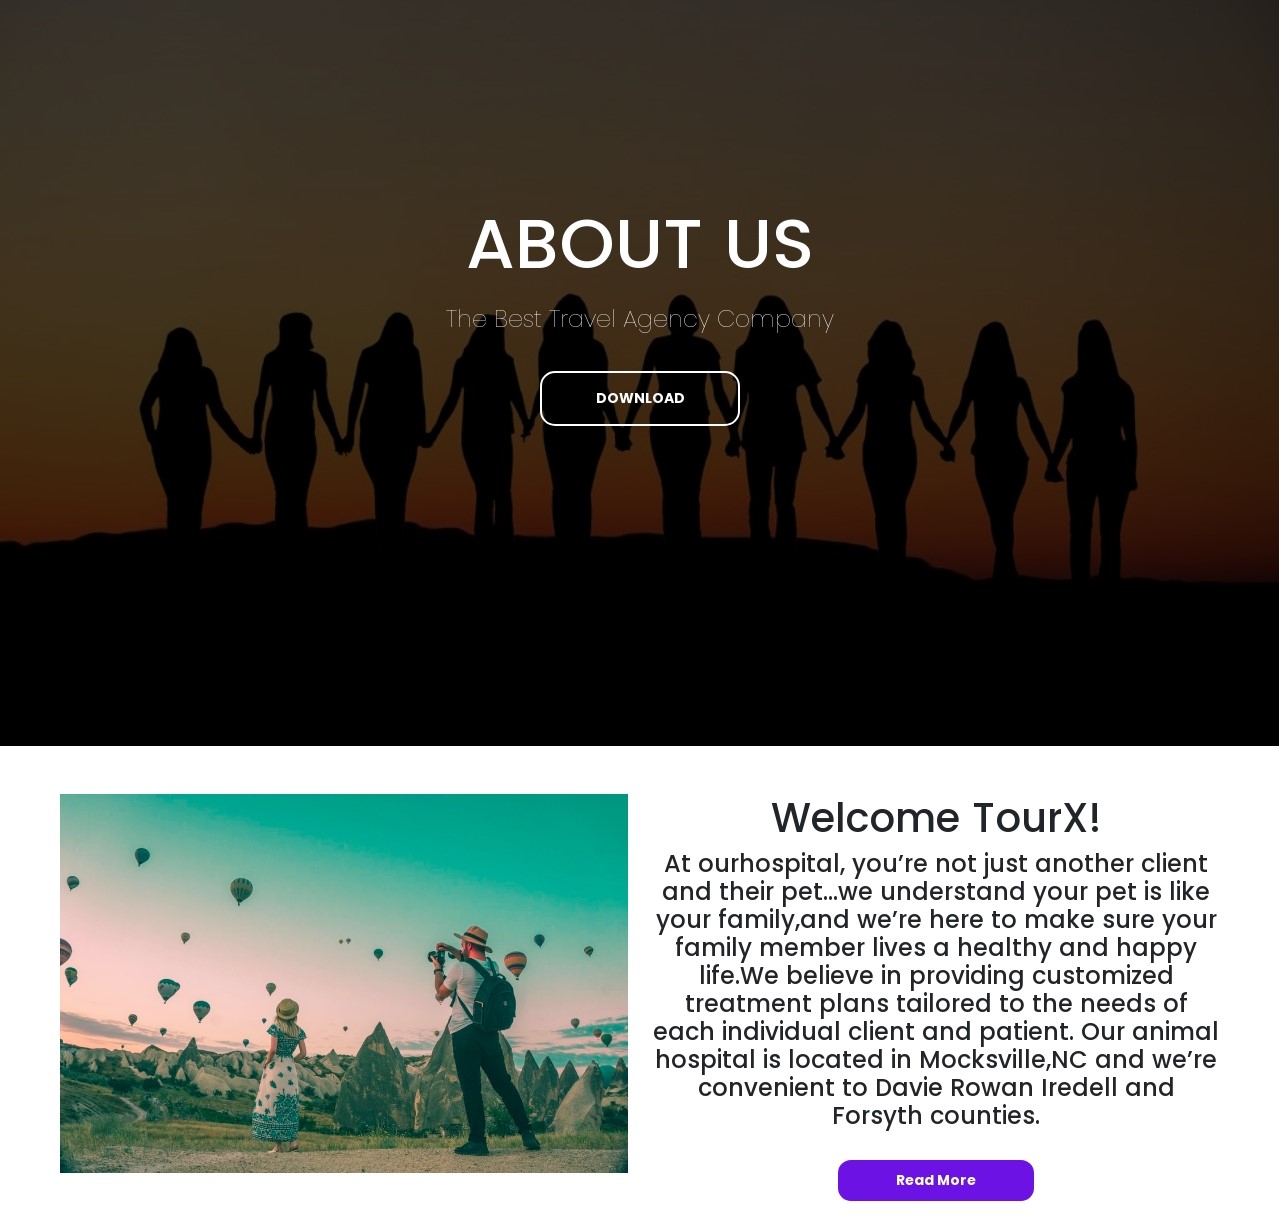 ABOUT US
The Best Travel Agency Company
DOWNLOAD
Welcome TourX!
At ourhospital, you’re not just another client
and their pet...we understand your pet is like
your family,and we’re here to make sure your
family member lives a healthy and happy
life.We believe in providing customized
treatment plans tailored to the needs of
each individual client and patient. Our animal
hospital is located in Mocksville,NC and we’re
convenient to Davie Rowan Iredell and
Forsyth counties.
Read More